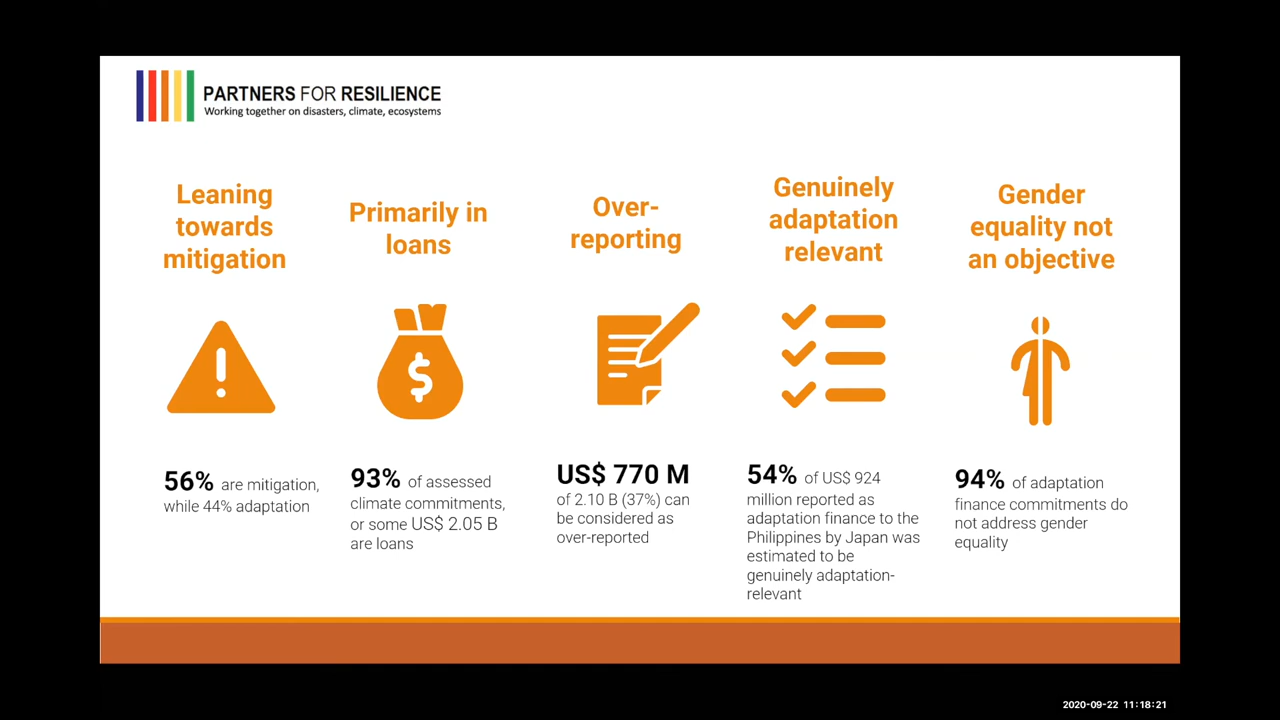 PARTNERS FOR RESILIENCE
Working together on disasters, climate, ecosystems
Leaning
towards
mitigation
Primarily in
loans
Over-
reporting
Genuinely
adaptation
relevant
Gender
equality not
an objective
$
56% are mitigation,
while 44% adaptation
93% of assessed
climate commitments,
or some US$ 2.05 B
are loans
US$ 770 M
of 2.10 B (37%) can
be considered as
over-reported
54% of US$ 924
million reported as
adaptation finance to the
Philippines by Japan was
estimated to be
genuinely adaptation-
relevant
94% of adaptation
finance commitments do
not address gender
equality
2020-09-22 11:18:21